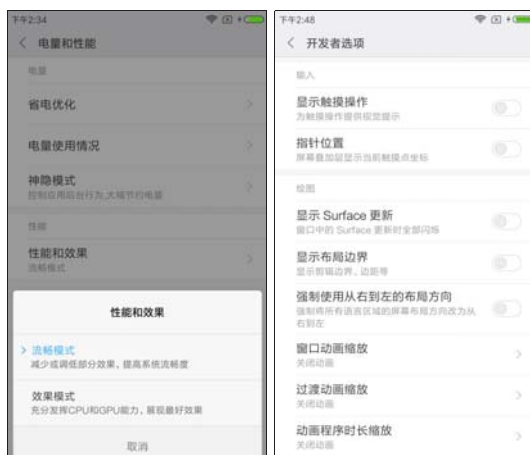 下午2:34
电量和性能
电量
省电优化
电量使用情况
神隐模式
控制应用后台行为,大幅节约电量
性能
性能和效果
流畅模式
性能和效果
流畅模式
减少或调低部分效果，提高系统流畅度
效果模式
充分发挥CPU和GPU能力，展现最好效果
取消
下午2:48
开发者选项
输入
显示触摸操作
为触摸操作提供视觉提示
指针位置
屏幕叠加层显示当前触摸点坐标
绘图
显示 Surface 更新
窗口中的 Surface 更新时全部闪烁
显示布局边界
显示剪辑边界、边距等
强制使用从右到左的布局方向
强制将所有语言区域的屏幕布局方向改为从
右到左
窗口动画缩放
关闭动画
过渡动画缩放
关闭动画
动画程序时长缩放
关闭动画